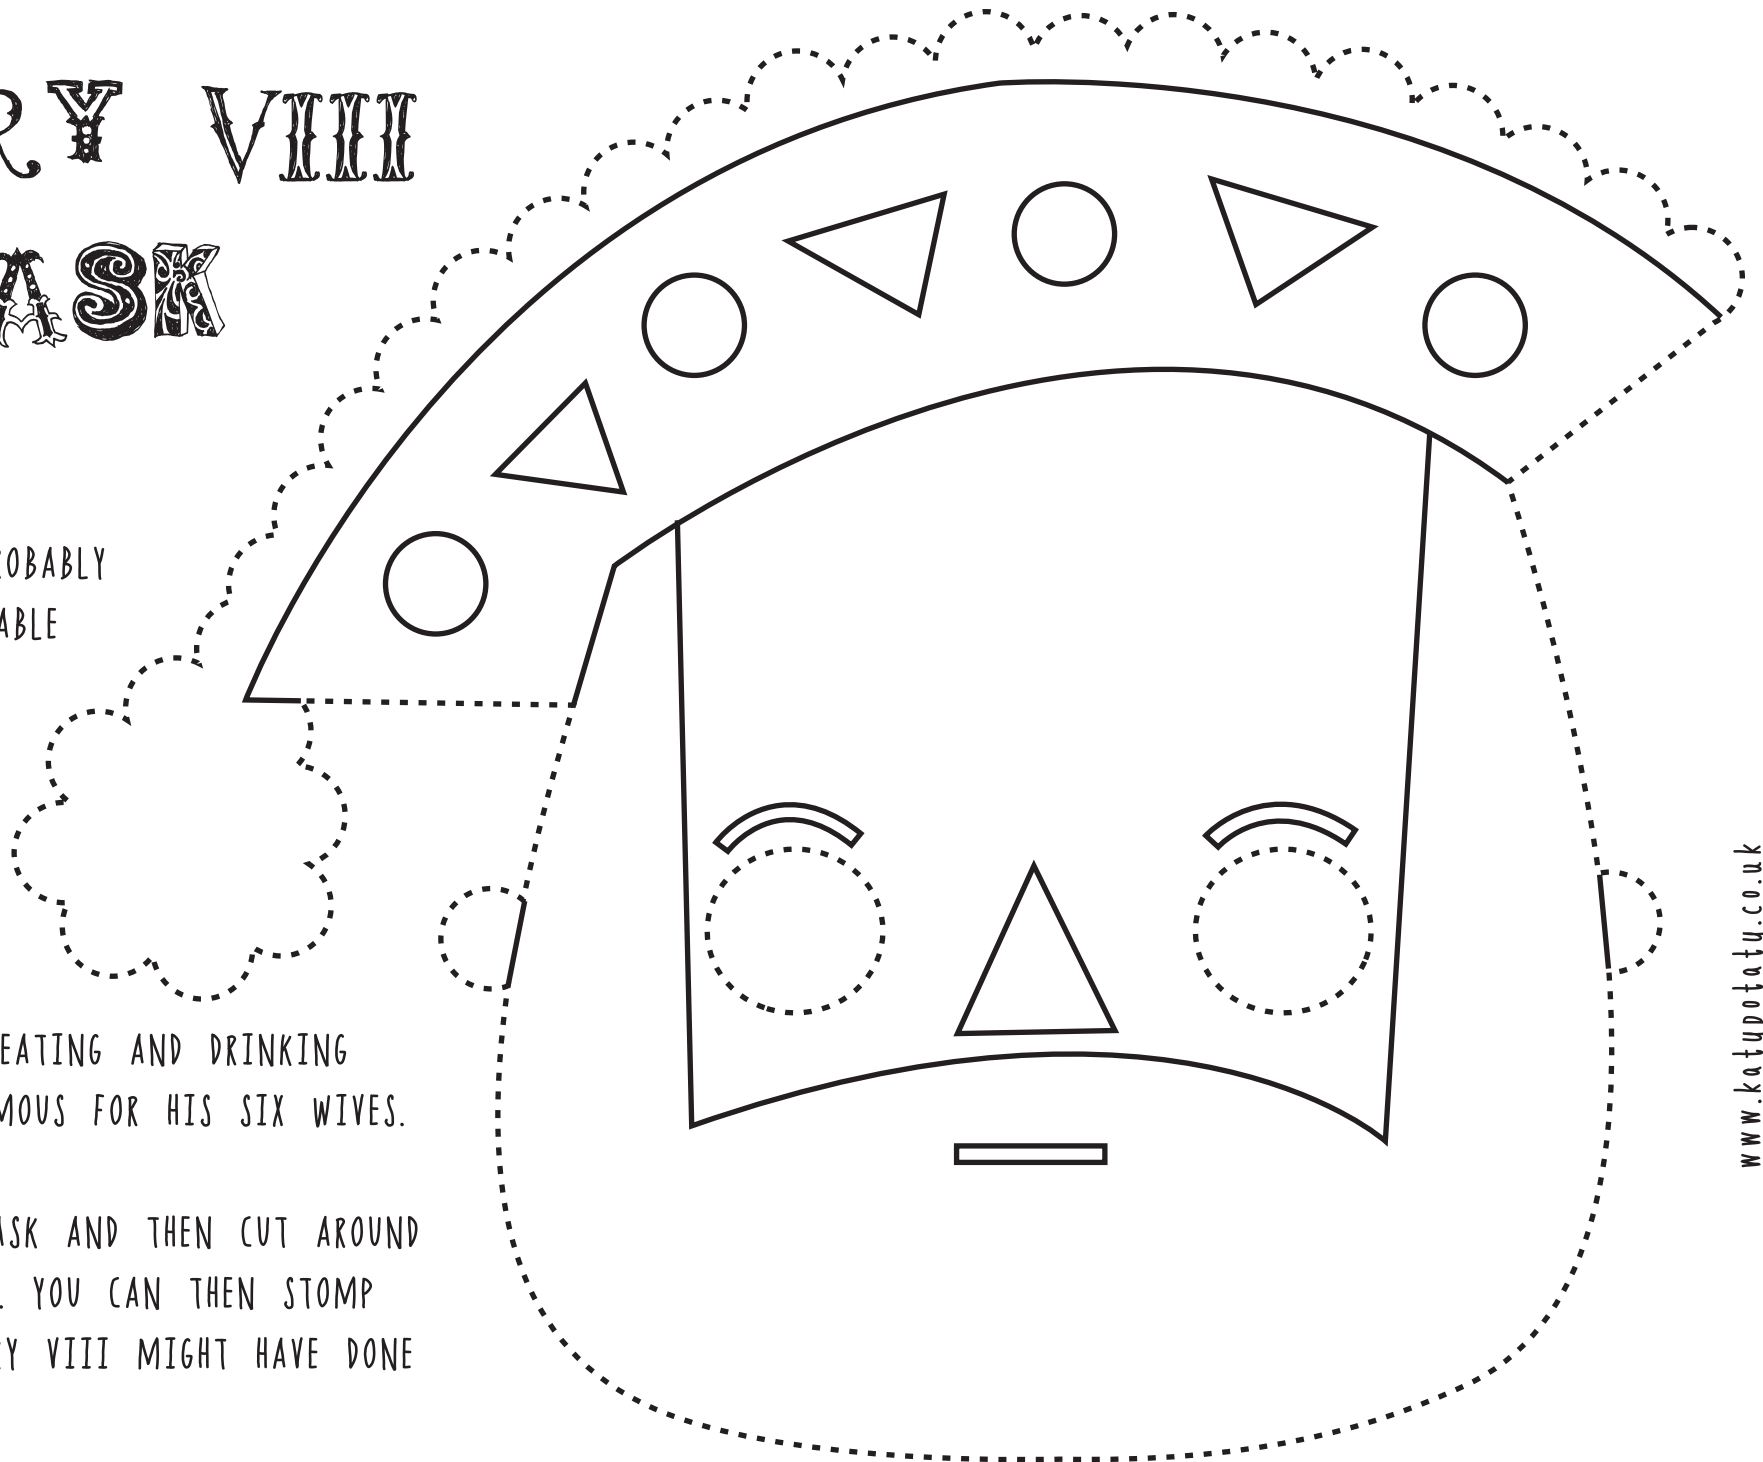 RY VIII
ASK
OBABLY
ABLE
EATING AND DRINKING
MOUS FOR HIS SIX WIVES.
ASK AND THEN CUT AROUND
. YOU CAN THEN STOMP
Y VIII MIGHT HAVE DONE
www.katudotatu.co.uk